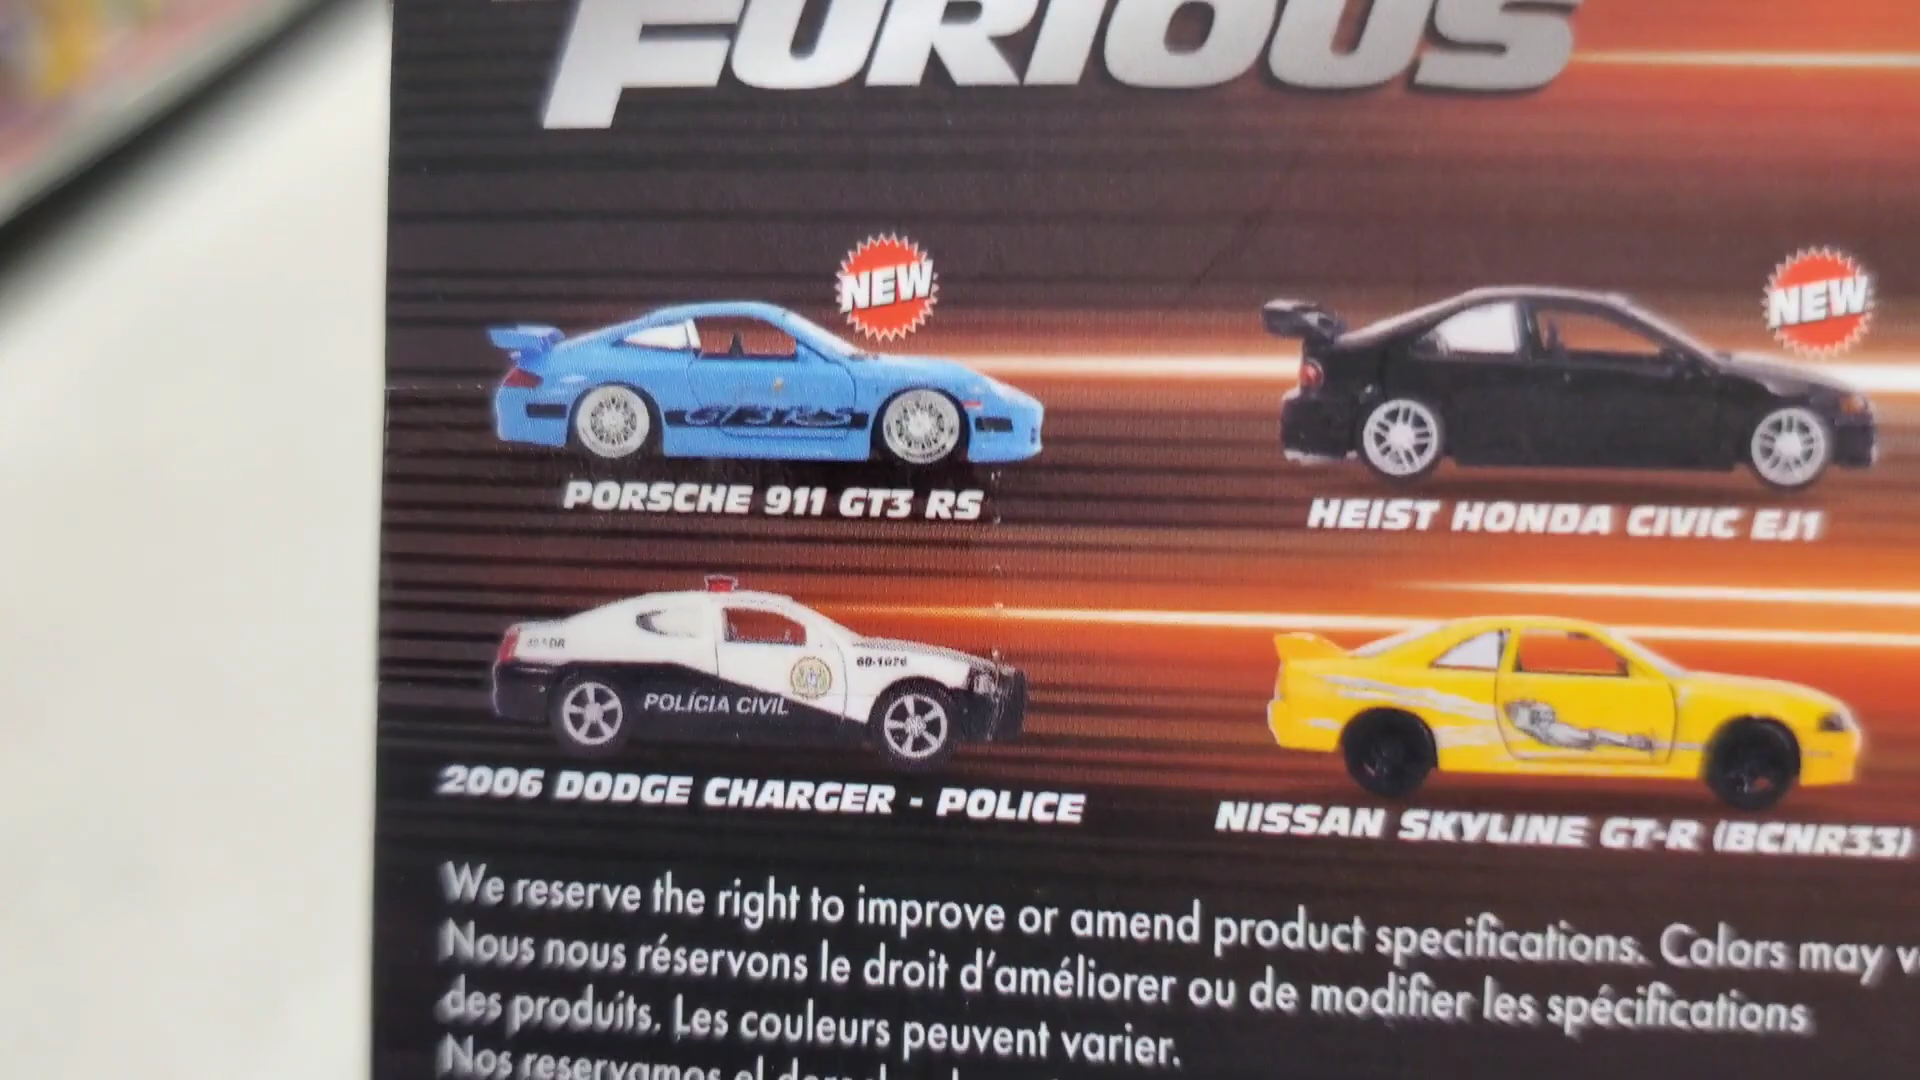 FURIOUS
NEW
NEW
GT3 RS
PORSCHE 911 GT3 RS
HEIST HONDA CIVIC EJ1
POLÍCIA CIVIL
2006 DODGE CHARGER - POLICE
NISSAN SKYLINE GT-R (BCNR33)
We reserve the right to improve or amend product specifications. Colors may
Nous nous réservons le droit d'améliorer ou de modifier les spécifications
des produits. Les couleurs peuvent varier.
Nos reservamos el